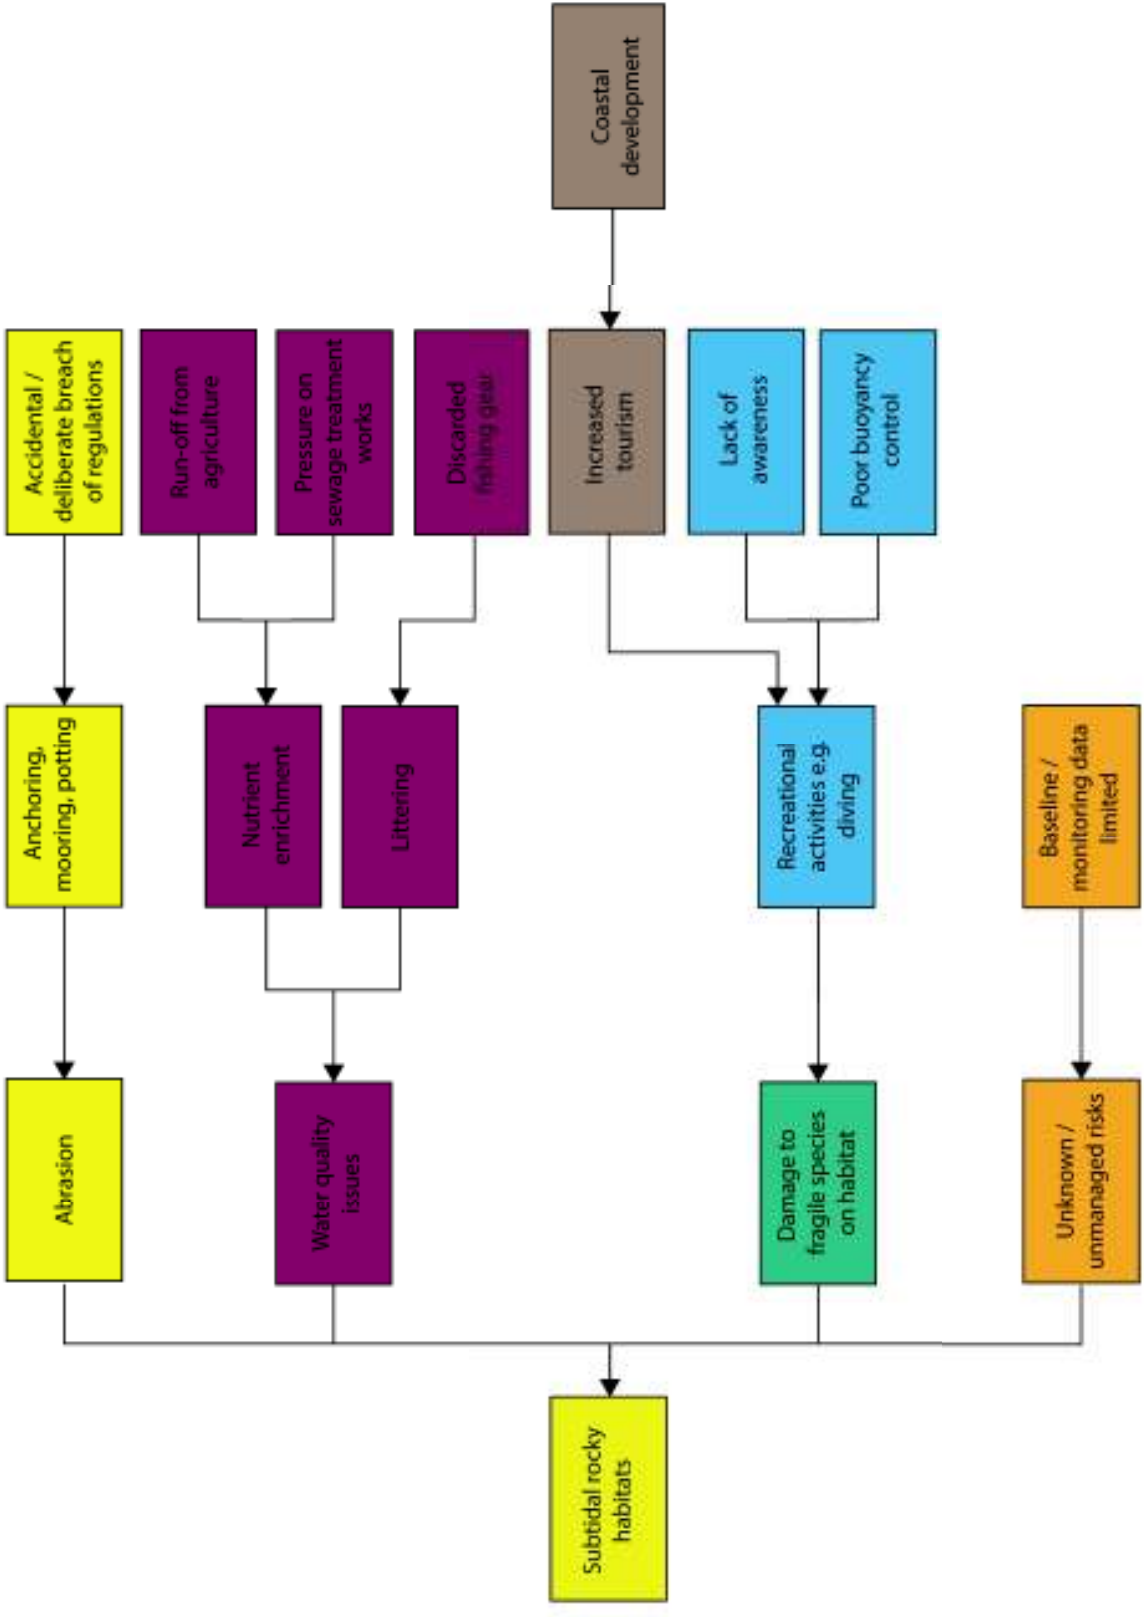 Coastal
development
Accidental /
deliberate breach
of regulations
Run-off from
agriculture
Pressure on
sewage treatment
works
Discarded
fishing gear
Increased
tourism
Lack of
awareness
Poor buoyancy
control
Anchoring,
mooring, potting
Nutrient
enrichment
Littering
Recreational
activities e.g.
diving
Baseline /
monitoring data
limited
Abrasion
Water quality
issues
Damage to
fragile species
on habitat
Unknown /
unmanaged risks
Subtidal rocky
habitats